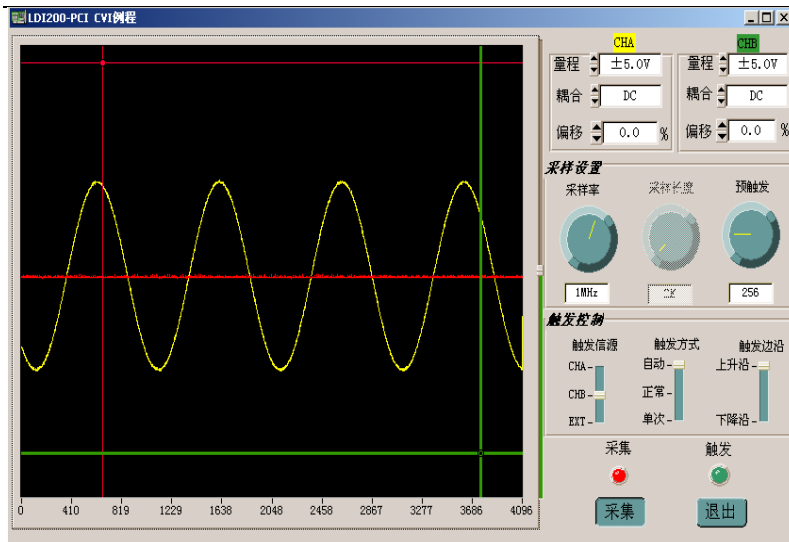 LDI200-PCI CVI例程
CHA CHB
量程 ±5.0V 量程 ±5.0V
耦合 DC 耦合 DC
偏移 0.0 % 偏移 0.0 %
采样设置
采样率 采样长度 预触发
1MHz 2K 256
触发控制
触发信源 触发方式 触发边沿
CHA 自动 上升沿
CHB 正常
EXT 单次 下降沿
采集 触发
采集 退出
0 410 819 1229 1638 2048 2458 2867 3277 3686 4096